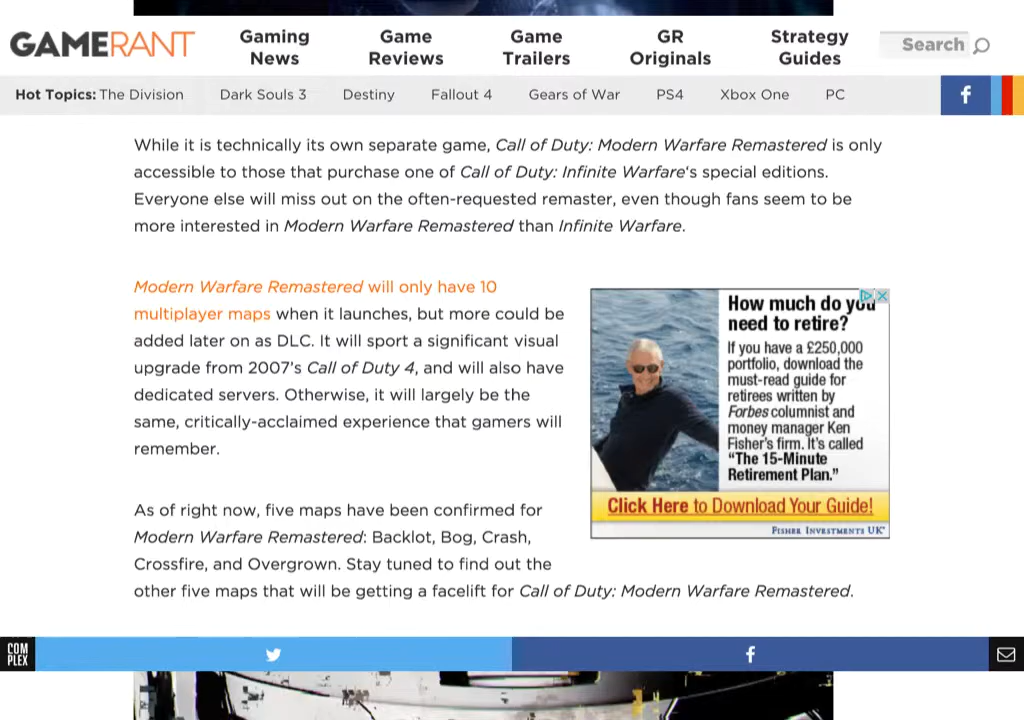 GAMERANT
Gaming News
Game Reviews
Game Trailers
GR Originals
Strategy Guides
Search
Hot Topics: The Division
Dark Souls 3
Destiny
Fallout 4
Gears of War
PS4
Xbox One
PC
f
While it is technically its own separate game, Call of Duty: Modern Warfare Remastered is only
accessible to those that purchase one of Call of Duty: Infinite Warfare‘s special editions.
Everyone else will miss out on the often-requested remaster, even though fans seem to be
more interested in Modern Warfare Remastered than Infinite Warfare.
Modern Warfare Remastered will only have 10
multiplayer maps when it launches, but more could be
added later on as DLC. It will sport a significant visual
upgrade from 2007’s Call of Duty 4, and will also have
dedicated servers. Otherwise, it will largely be the
same, critically-acclaimed experience that gamers will
remember.
How much do you
need to retire?
If you have a £250,000
portfolio, download the
must-read guide for
retirees written by
Forbes columnist and
money manager Ken
Fisher’s firm. It’s called
“The 15-Minute
Retirement Plan.”
Click Here to Download Your Guide!
FISHER INVESTMENTS UK
As of right now, five maps have been confirmed for
Modern Warfare Remastered: Backlot, Bog, Crash,
Crossfire, and Overgrown. Stay tuned to find out the
other five maps that will be getting a facelift for Call of Duty: Modern Warfare Remastered.
COM
PLEX
f